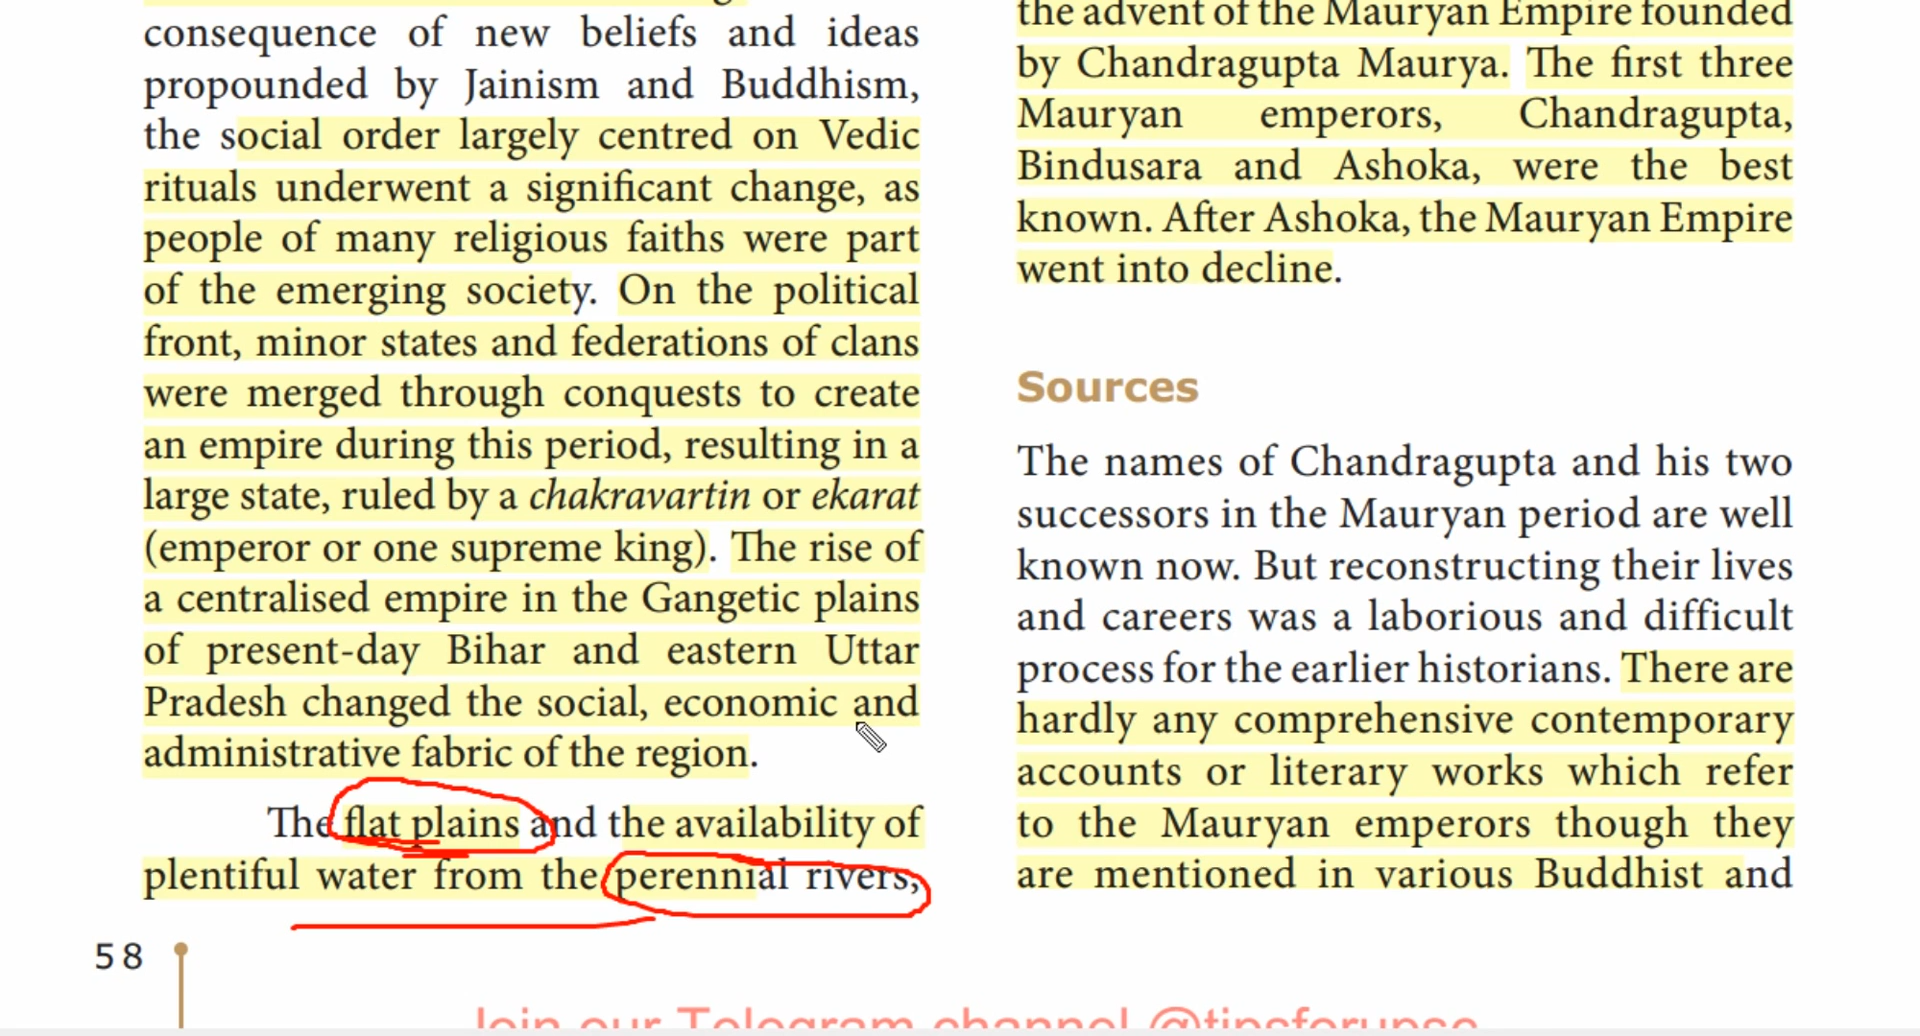 consequence of new beliefs and ideas
propounded by Jainism and Buddhism,
the social order largely centred on Vedic
rituals underwent a significant change, as
people of many religious faiths were part
of the emerging society. On the political
front, minor states and federations of clans
were merged through conquests to create
an empire during this period, resulting in a
large state, ruled by a chakravartin or ekarat
(emperor or one supreme king). The rise of
a centralised empire in the Gangetic plains
of present-day Bihar and eastern Uttar
Pradesh changed the social, economic and
administrative fabric of the region.
The flat plains and the availability of
plentiful water from the perennial rivers,
58
the advent of the Mauryan Empire founded
by Chandragupta Maurya. The first three
Mauryan emperors, Chandragupta,
Bindusara and Ashoka, were the best
known. After Ashoka, the Mauryan Empire
went into decline.
Sources
The names of Chandragupta and his two
successors in the Mauryan period are well
known now. But reconstructing their lives
and careers was a laborious and difficult
process for the earlier historians. There are
hardly any comprehensive contemporary
accounts or literary works which refer
to the Mauryan emperors though they
are mentioned in various Buddhist and
Join our Telegram channel @tipsforupsc